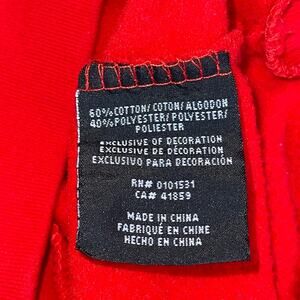 60% COTTON/ COTON/ ALGODON
40% POLYESTER/ POLYESTER/
POLIESTER
EXCLUSIVE OF DECORATION
EXCLUSIVE DE DÉCORATION
EXCLUSIVO PARA DECORACIÓN
RN# 0101531
CA# 41859
MADE IN CHINA
FABRIQUÉ EN CHINE
HECHO EN CHINA